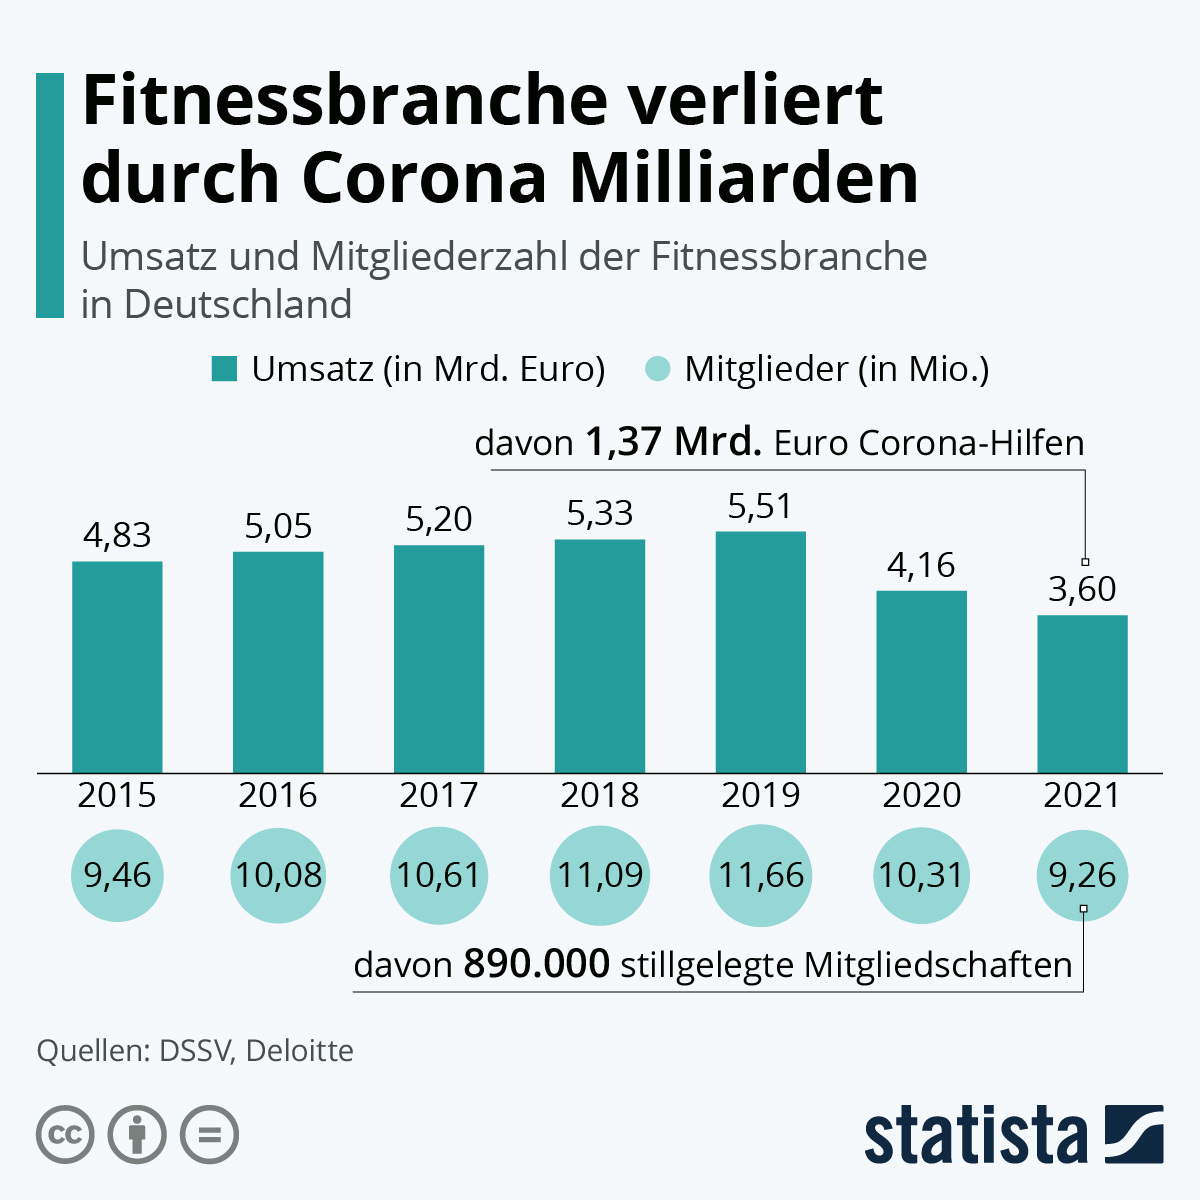 Fitnessbranche verliert
durch Corona Milliarden
Umsatz und Mitgliederzahl der Fitnessbranche
in Deutschland
Umsatz (in Mrd. Euro) Mitglieder (in Mio.)
davon 1,37 Mrd. Euro Corona-Hilfen
4,83 5,05 5,20 5,33 5,51 4,16 3,60
2015 2016 2017 2018 2019 2020 2021
9,46 10,08 10,61 11,09 11,66 10,31 9,26
davon 890.000 stillgelegte Mitgliedschaften
Quellen: DSSV, Deloitte
cc
statista